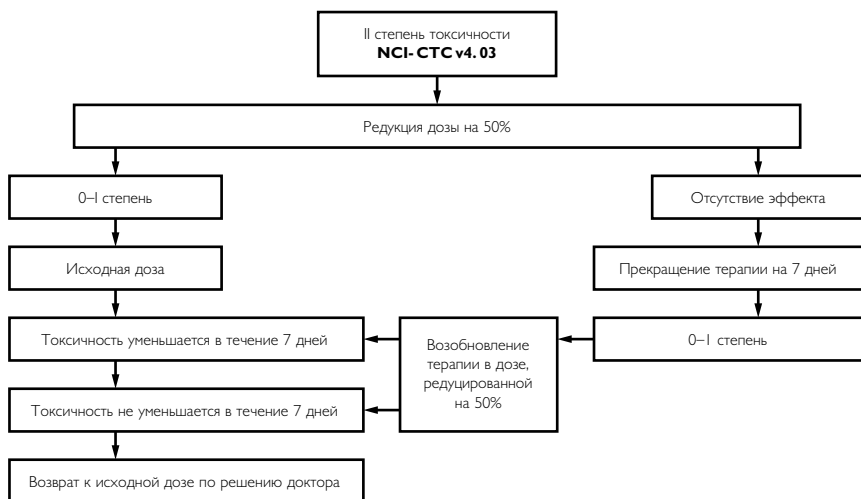 II степень токсичности
NCI-CTC v4.03
Редукция дозы на 50%
0–I степень
Отсутствие эффекта
Исходная доза
Прекращение терапии на 7 дней
Токсичность уменьшается в течение 7 дней
Возобновление
терапии в дозе,
редуцированной
на 50%
0–1 степень
Токсичность не уменьшается в течение 7 дней
Возврат к исходной дозе по решению доктора